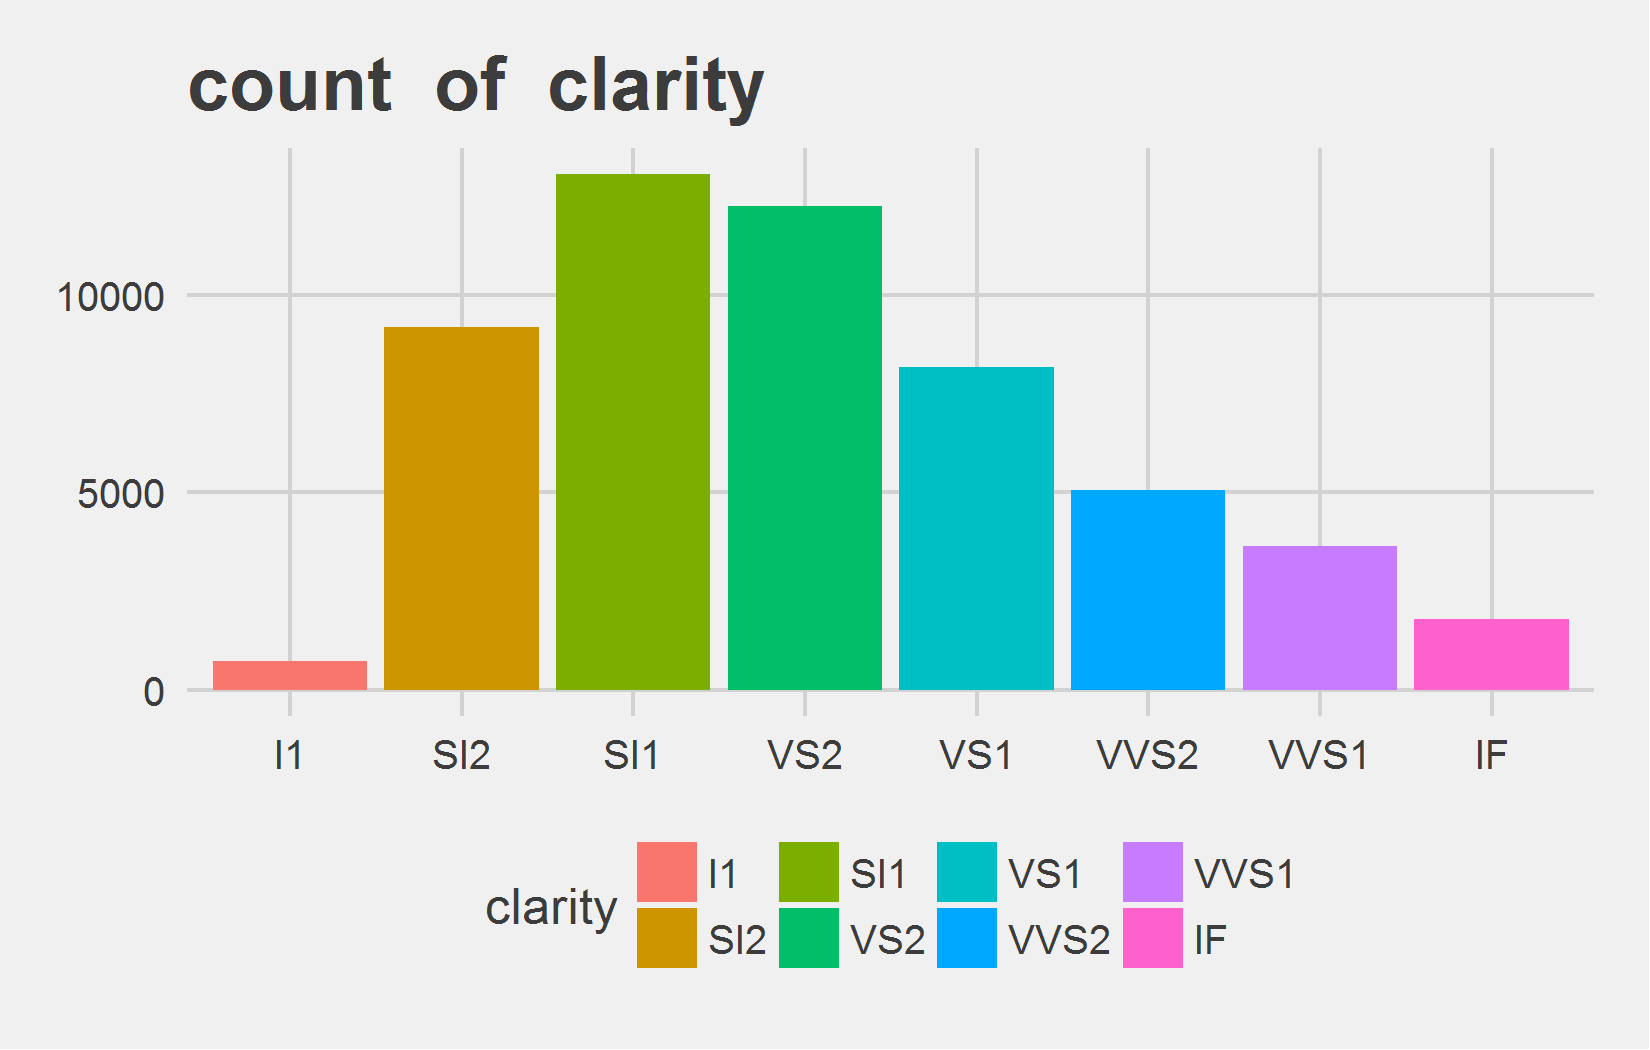 count of clarity
10000
5000
0
I1 SI2 SI1 VS2 VS1 VVS2 VVS1 IF
clarity
I1 SI1 VS1 VVS1
SI2 VS2 VVS2 IF